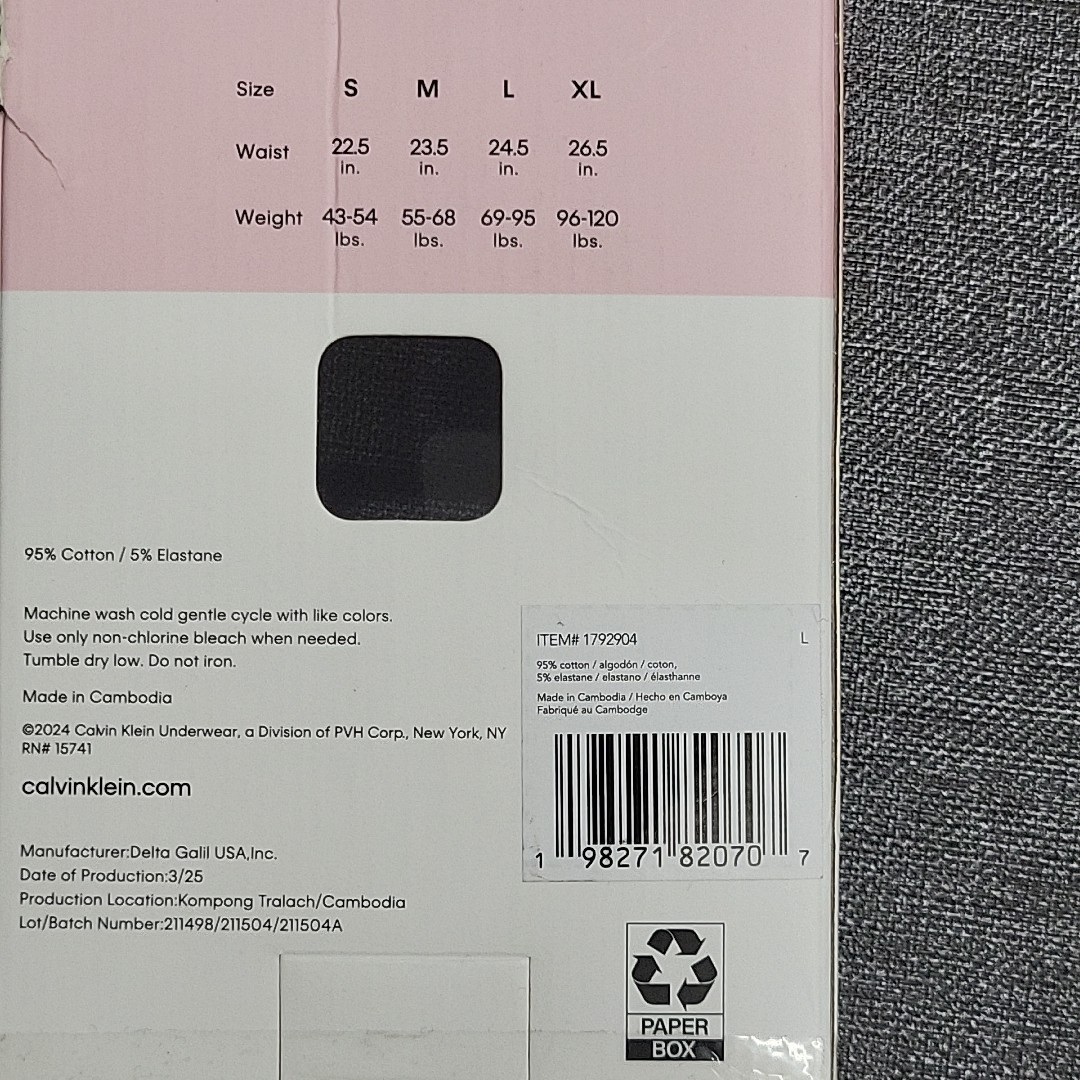 Size S M L XL
Waist 22.5 in. 23.5 in. 24.5 in. 26.5 in.
Weight 43-54 lbs. 55-68 lbs. 69-95 lbs. 96-120 lbs.
95% Cotton / 5% Elastane
Machine wash cold gentle cycle with like colors.
Use only non-chlorine bleach when needed.
Tumble dry low. Do not iron.
Made in Cambodia
©2024 Calvin Klein Underwear, a Division of PVH Corp., New York, NY
RN# 15741
calvinklein.com
Manufacturer:Delta Galil USA,Inc.
Date of Production:3/25
Production Location:Kompong Tralach/Cambodia
Lot/Batch Number:211498/211504/211504A
ITEM# 1792904 L
95% cotton / algodón / coton,
5% elastane / elastano / élasthanne
Made in Cambodia / Hecho en Camboya
Fabriqué au Cambodge
1 98271 82070 7
PAPER
BOX